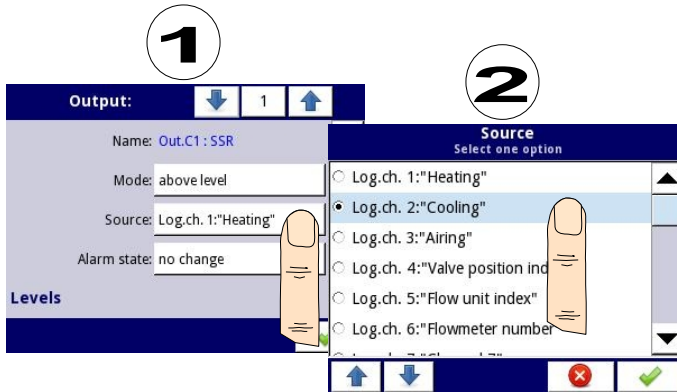 1
Output:
1
Name: Out.C1 : SSR
Mode: above level
Source: Log.ch. 1:"Heating"
Alarm state: no change
Levels
2
Source
Select one option
Log.ch. 1:"Heating"
Log.ch. 2:"Cooling"
Log.ch. 3:"Airing"
Log.ch. 4:"Valve position ind
Log.ch. 5:"Flow unit index"
Log.ch. 6:"Flowmeter number